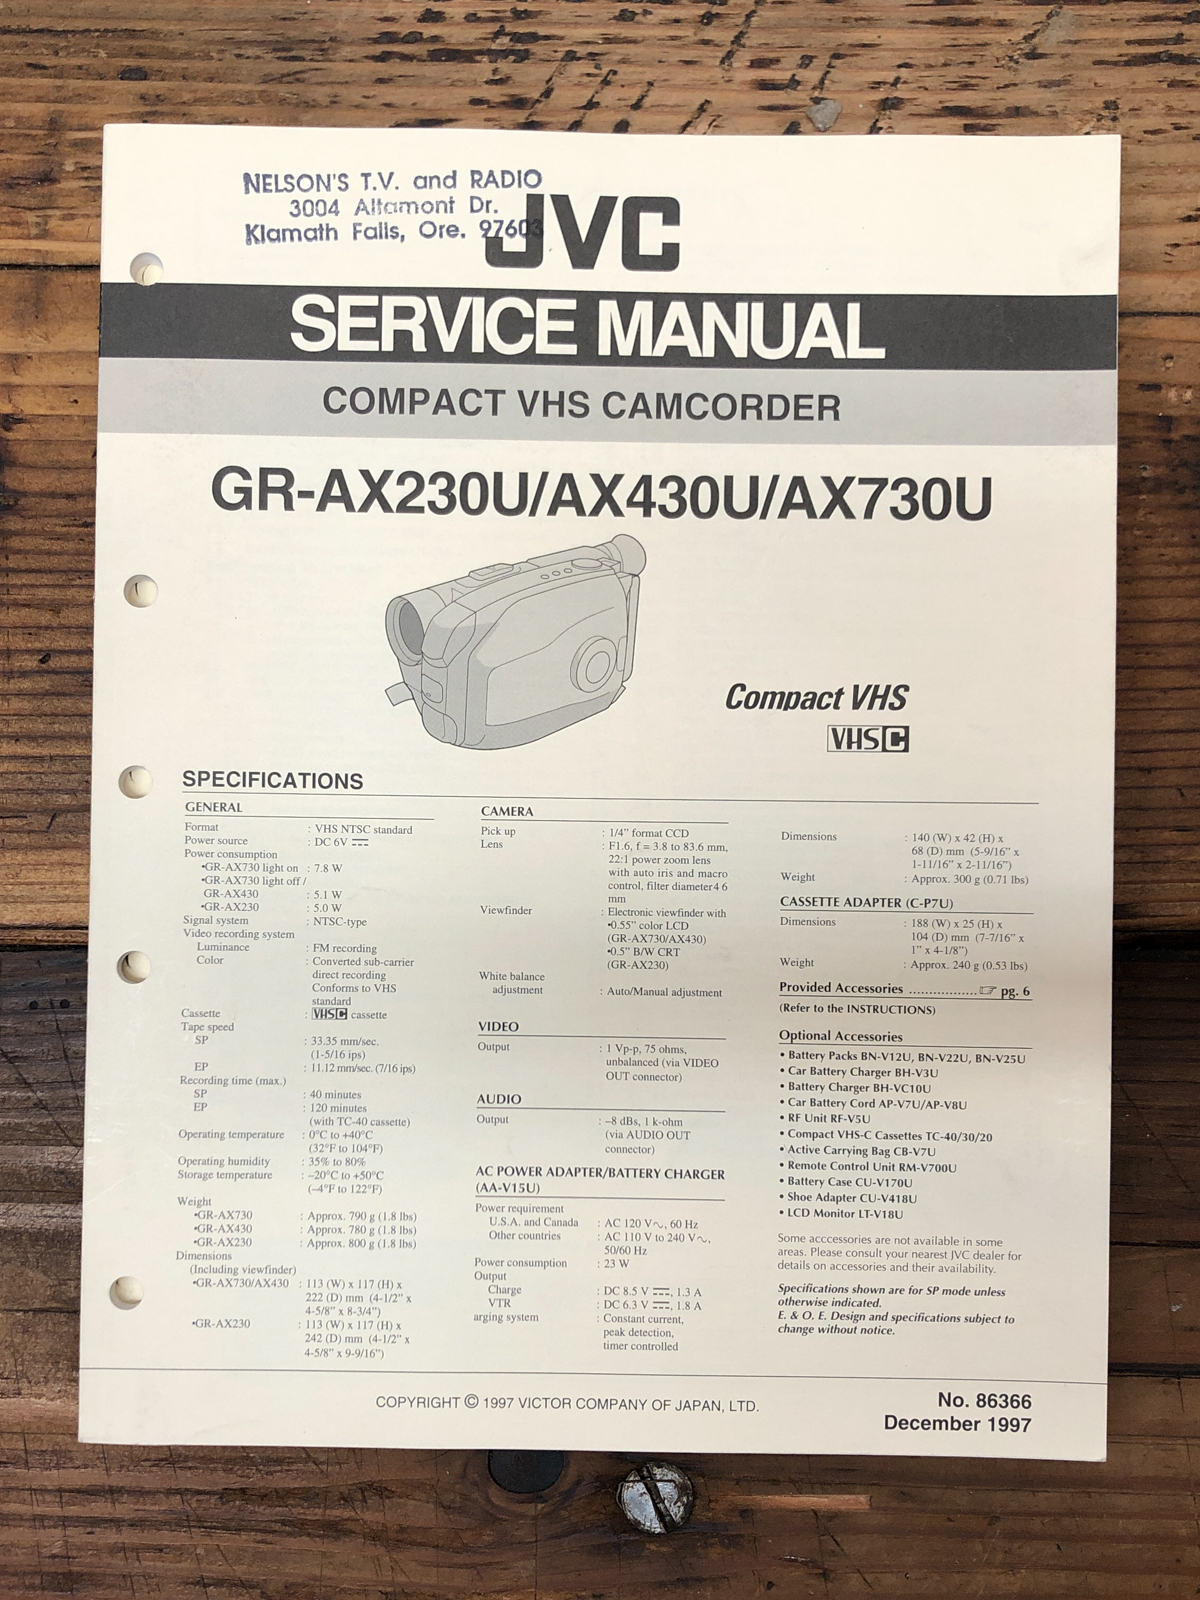 NELSON'S T.V. and RADIO
3004 Altamont Dr.
Klamath Falls, Ore. 97603
JVC
SERVICE MANUAL
COMPACT VHS CAMCORDER
GR-AX230U/AX430U/AX730U
Compact VHS
VHS C
SPECIFICATIONS
GENERAL
Format : VHS NTSC standard
Power source : DC 6V
Power consumption
•GR-AX730 light on : 7.8 W
•GR-AX730 light off /
GR-AX430 : 5.1 W
•GR-AX230 : 5.0 W
Signal system : NTSC-type
Video recording system
Luminance : FM recording
Color : Converted sub-carrier
direct recording
Conforms to VHS
standard
Cassette : VHS C cassette
Tape speed
SP : 33.35 mm/sec.
(1-5/16 ips)
EP : 11.12 mm/sec. (7/16 ips)
Recording time (max.)
SP : 40 minutes
EP : 120 minutes
(with TC-40 cassette)
Operating temperature : 0°C to +40°C
(32°F to 104°F)
Operating humidity : 35% to 80%
Storage temperature : –20°C to +50°C
(–4°F to 122°F)
Weight
•GR-AX730 : Approx. 790 g (1.8 lbs)
•GR-AX430 : Approx. 780 g (1.8 lbs)
•GR-AX230 : Approx. 800 g (1.8 lbs)
Dimensions
(Including viewfinder)
•GR-AX730/AX430 : 113 (W) x 117 (H) x
222 (D) mm (4-1/2" x
4-5/8" x 8-3/4")
•GR-AX230 : 113 (W) x 117 (H) x
242 (D) mm (4-1/2" x
4-5/8" x 9-9/16")
CAMERA
Pick up : 1/4" format CCD
Lens : F1.6, f = 3.8 to 83.6 mm,
22:1 power zoom lens
with auto iris and macro
control, filter diameter4 6
mm
Viewfinder : Electronic viewfinder with
•0.55" color LCD
(GR-AX730/AX430)
•0.5" B/W CRT
(GR-AX230)
White balance
adjustment : Auto/Manual adjustment
VIDEO
Output : 1 Vp-p, 75 ohms,
unbalanced (via VIDEO
OUT connector)
AUDIO
Output : –8 dBs, 1 k-ohm
(via AUDIO OUT
connector)
AC POWER ADAPTER/BATTERY CHARGER
(AA-V15U)
Power requirement
U.S.A. and Canada : AC 120 V~, 60 Hz
Other countries : AC 110 V to 240 V~,
50/60 Hz
Power consumption : 23 W
Output
Charge : DC 8.5 V, 1.3 A
VTR : DC 6.3 V, 1.8 A
arging system : Constant current,
peak detection,
timer controlled
Dimensions : 140 (W) x 42 (H) x
68 (D) mm (5-9/16" x
1-11/16" x 2-11/16")
Weight : Approx. 300 g (0.71 lbs)
CASSETTE ADAPTER (C-P7U)
Dimensions : 188 (W) x 25 (H) x
104 (D) mm (7-7/16" x
1" x 4-1/8")
Weight : Approx. 240 g (0.53 lbs)
Provided Accessories ................. ☞ pg. 6
(Refer to the INSTRUCTIONS)
Optional Accessories
• Battery Packs BN-V12U, BN-V22U, BN-V25U
• Car Battery Charger BH-V3U
• Battery Charger BH-VC10U
• Car Battery Cord AP-V7U/AP-V8U
• RF Unit RF-V5U
• Compact VHS-C Cassettes TC-40/30/20
• Active Carrying Bag CB-V7U
• Remote Control Unit RM-V700U
• Battery Case CU-V170U
• Shoe Adapter CU-V418U
• LCD Monitor LT-V18U
Some acccessories are not available in some
areas. Please consult your nearest JVC dealer for
details on accessories and their availability.
Specifications shown are for SP mode unless
otherwise indicated.
E. & O. E. Design and specifications subject to
change without notice.
COPYRIGHT © 1997 VICTOR COMPANY OF JAPAN, LTD.
No. 86366
December 1997